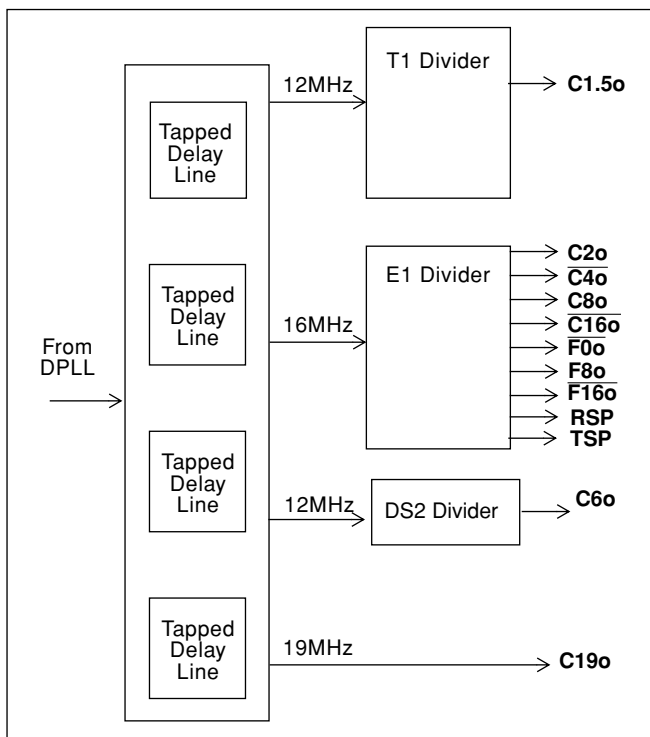 T1 Divider
12MHz
C1.5o
Tapped
Delay
Line
E1 Divider
C2o
C4o
C8o
C16o
F0o
F8o
F16o
RSP
TSP
Tapped
Delay
Line
16MHz
From
DPLL
Tapped
Delay
Line
12MHz
DS2 Divider
C6o
Tapped
Delay
Line
19MHz
C19o